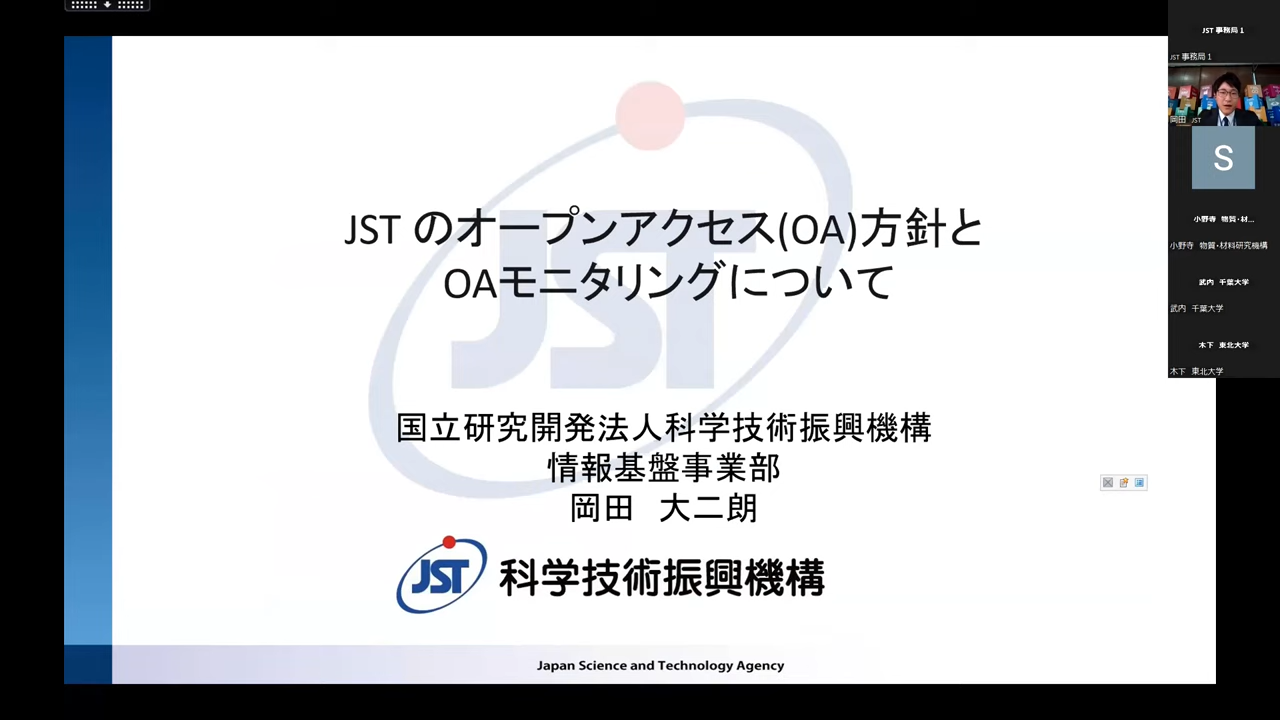 JST のオープンアクセス(OA)方針と
OAモニタリングについて
国立研究開発法人科学技術振興機構
情報基盤事業部
岡田　大二朗
JST 科学技術振興機構
Japan Science and Technology Agency
JST
JST 事務局 1
JST 事務局 1
岡田 JST
S
小野寺 物質・材...
小野寺 物質・材料研究機構
武内 千葉大学
武内 千葉大学
木下 東北大学
木下 東北大学